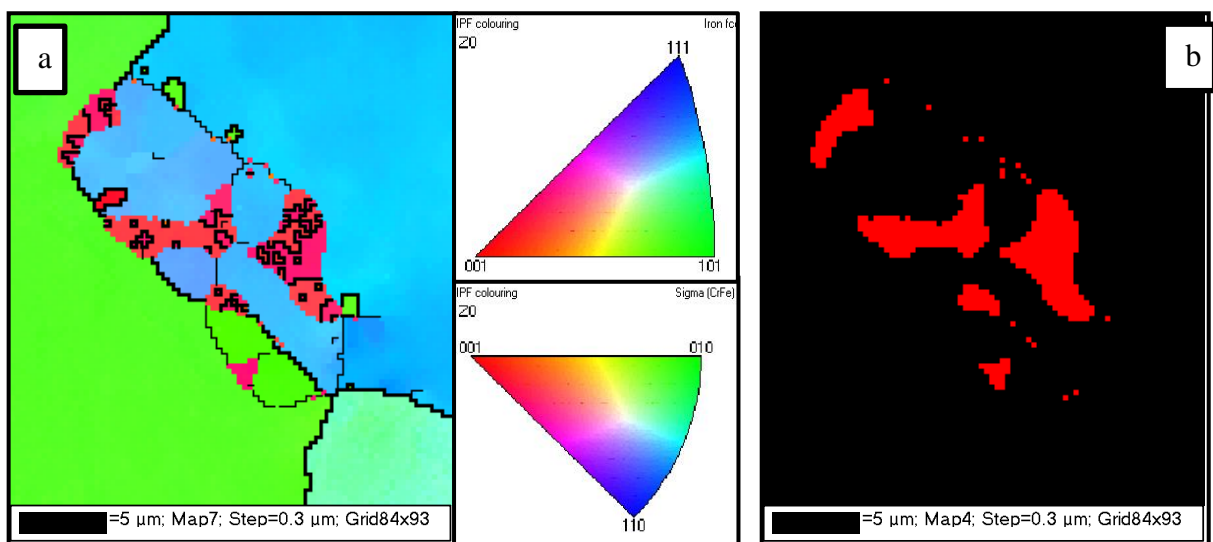 a
=5 µm; Map7; Step=0.3 µm; Grid84x93
IPF colouring Iron fcc
Z0
111
001 101
IPF colouring Sigma (CrFe)
Z0
001 010
110
b
=5 µm; Map4; Step=0.3 µm; Grid84x93